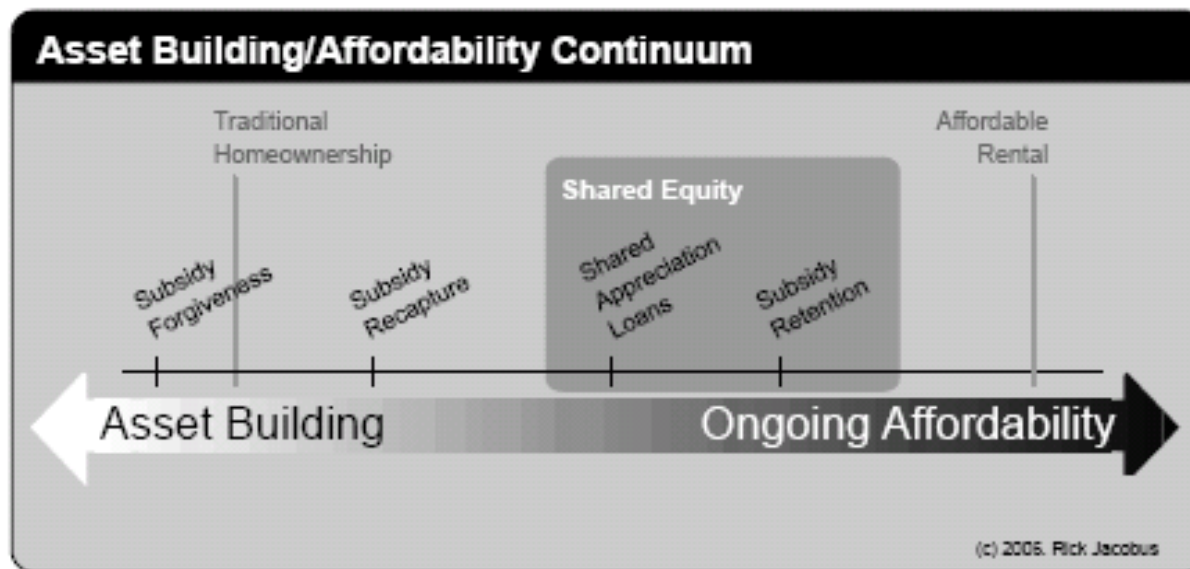 Asset Building/Affordability Continuum
Traditional
Homeownership
Affordable
Rental
Shared Equity
Subsidy
Forgiveness
Subsidy
Recapture
Shared
Appreciation
Loans
Subsidy
Retention
Asset Building
Ongoing Affordability
(c) 2006. Rick Jacobus